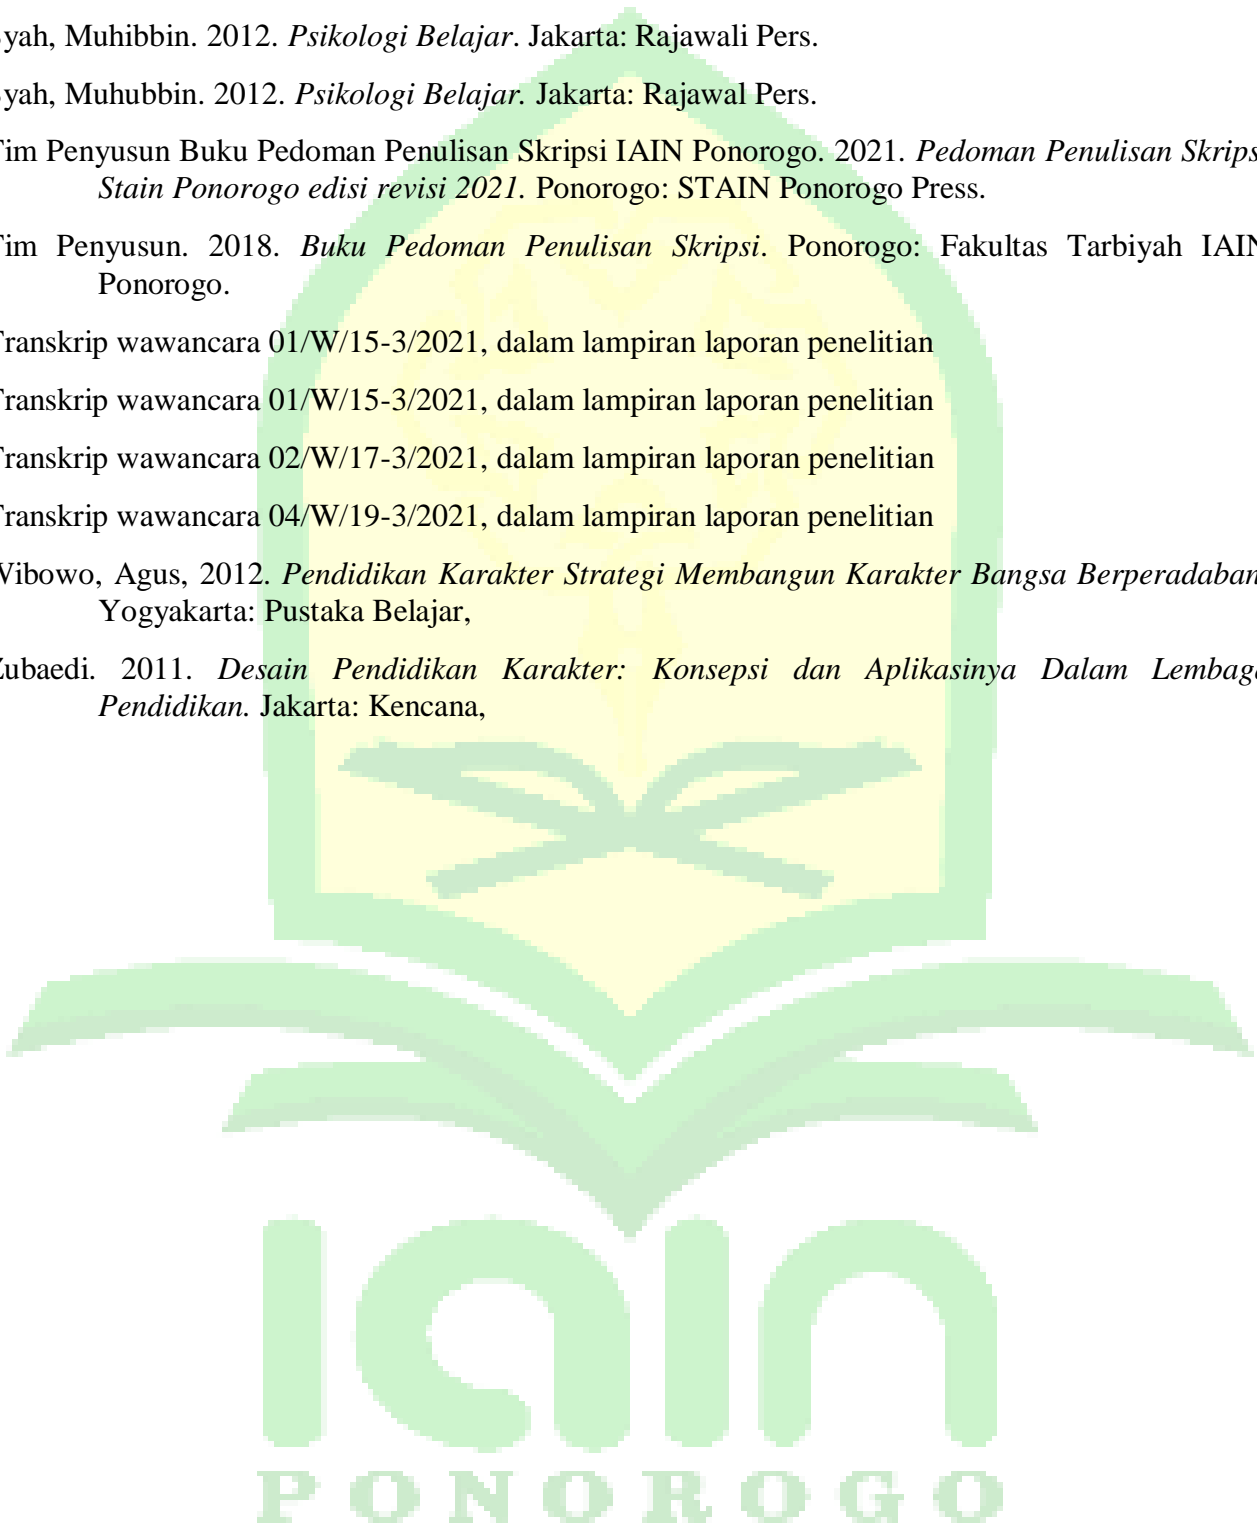 yah, Muhibbin. 2012. Psikologi Belajar. Jakarta: Rajawali Pers.
yah, Muhubbin. 2012. Psikologi Belajar. Jakarta: Rajawal Pers.
Tim Penyusun Buku Pedoman Penulisan Skripsi IAIN Ponorogo. 2021. Pedoman Penulisan Skrips
Stain Ponorogo edisi revisi 2021. Ponorogo: STAIN Ponorogo Press.
Tim Penyusun. 2018. Buku Pedoman Penulisan Skripsi. Ponorogo: Fakultas Tarbiyah IAIN
Ponorogo.
Transkrip wawancara 01/W/15-3/2021, dalam lampiran laporan penelitian
Transkrip wawancara 01/W/15-3/2021, dalam lampiran laporan penelitian
Transkrip wawancara 02/W/17-3/2021, dalam lampiran laporan penelitian
Transkrip wawancara 04/W/19-3/2021, dalam lampiran laporan penelitian
Wibowo, Agus, 2012. Pendidikan Karakter Strategi Membangun Karakter Bangsa Berperadaban
Yogyakarta: Pustaka Belajar,
Zubaedi. 2011. Desain Pendidikan Karakter: Konsepsi dan Aplikasinya Dalam Lembaga
Pendidikan. Jakarta: Kencana,
iain
PONOROGO